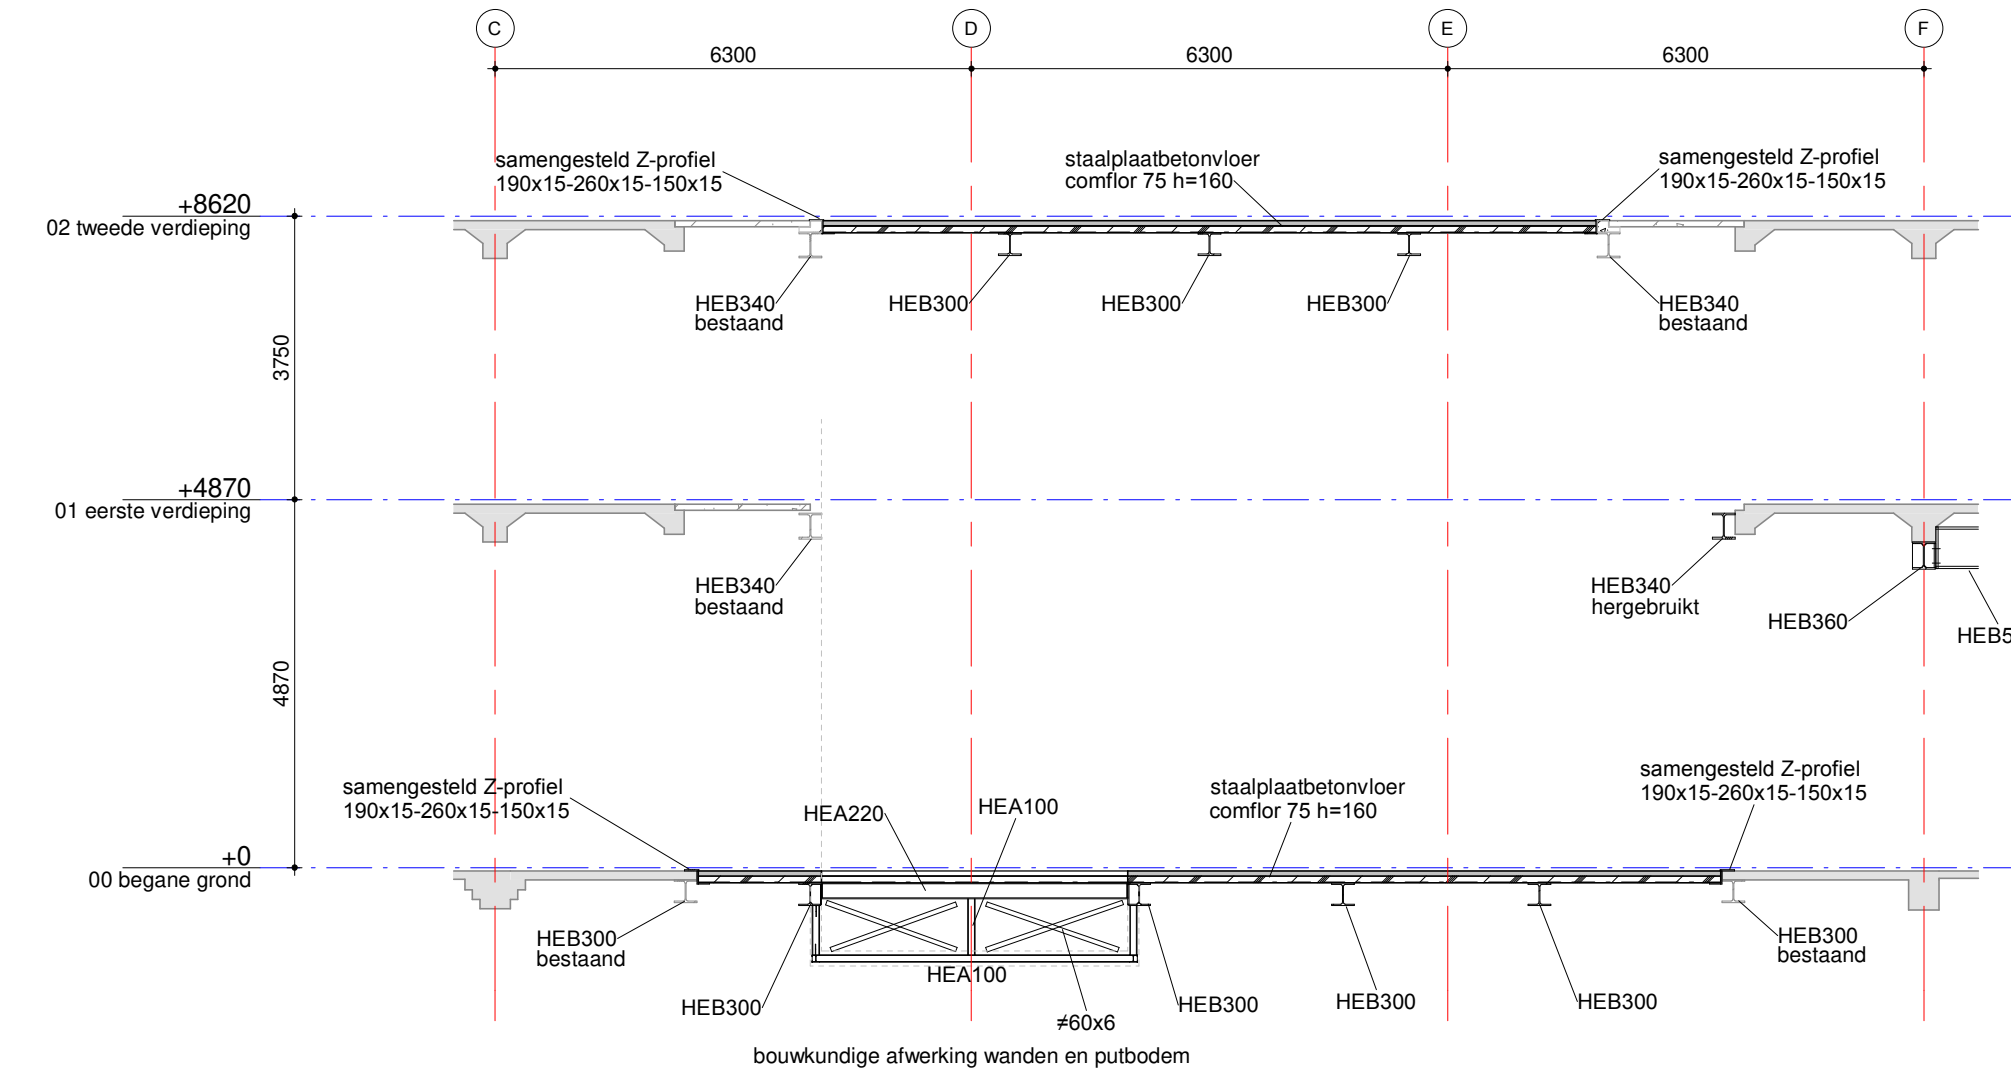 C
D
E
F
6300
6300
6300
samengesteld Z-profiel
190x15-260x15-150x15
staalplaatbetonvloer
comflor 75 h=160
samengesteld Z-profiel
190x15-260x15-150x15
+8620
02 tweede verdieping
HEB340
bestaand
HEB300
HEB300
HEB300
HEB340
bestaand
3750
+4870
01 eerste verdieping
HEB340
bestaand
HEB340
hergebruikt
HEB360
HEB5
4870
samengesteld Z-profiel
190x15-260x15-150x15
HEA220
HEA100
staalplaatbetonvloer
comflor 75 h=160
samengesteld Z-profiel
190x15-260x15-150x15
+0
00 begane grond
HEB300
bestaand
HEB300
HEA100
≠60x6
HEB300
HEB300
HEB300
HEB300
bestaand
bouwkundige afwerking wanden en putbodem